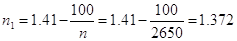 n₁ = 1.41 − 100/n = 1.41 − 100/2650 = 1.372